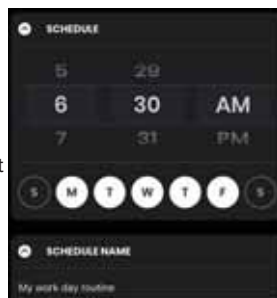 SCHEDULE
5 29
6 30 AM
7 31 PM
t
S M T W T F S
SCHEDULE NAME
My work day routine